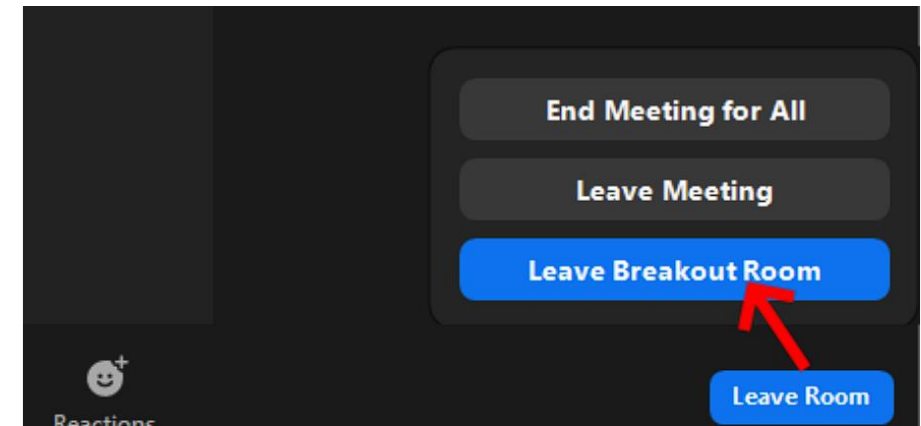 End Meeting for All
Leave Meeting
Leave Breakout Room
Leave Room
Reactions